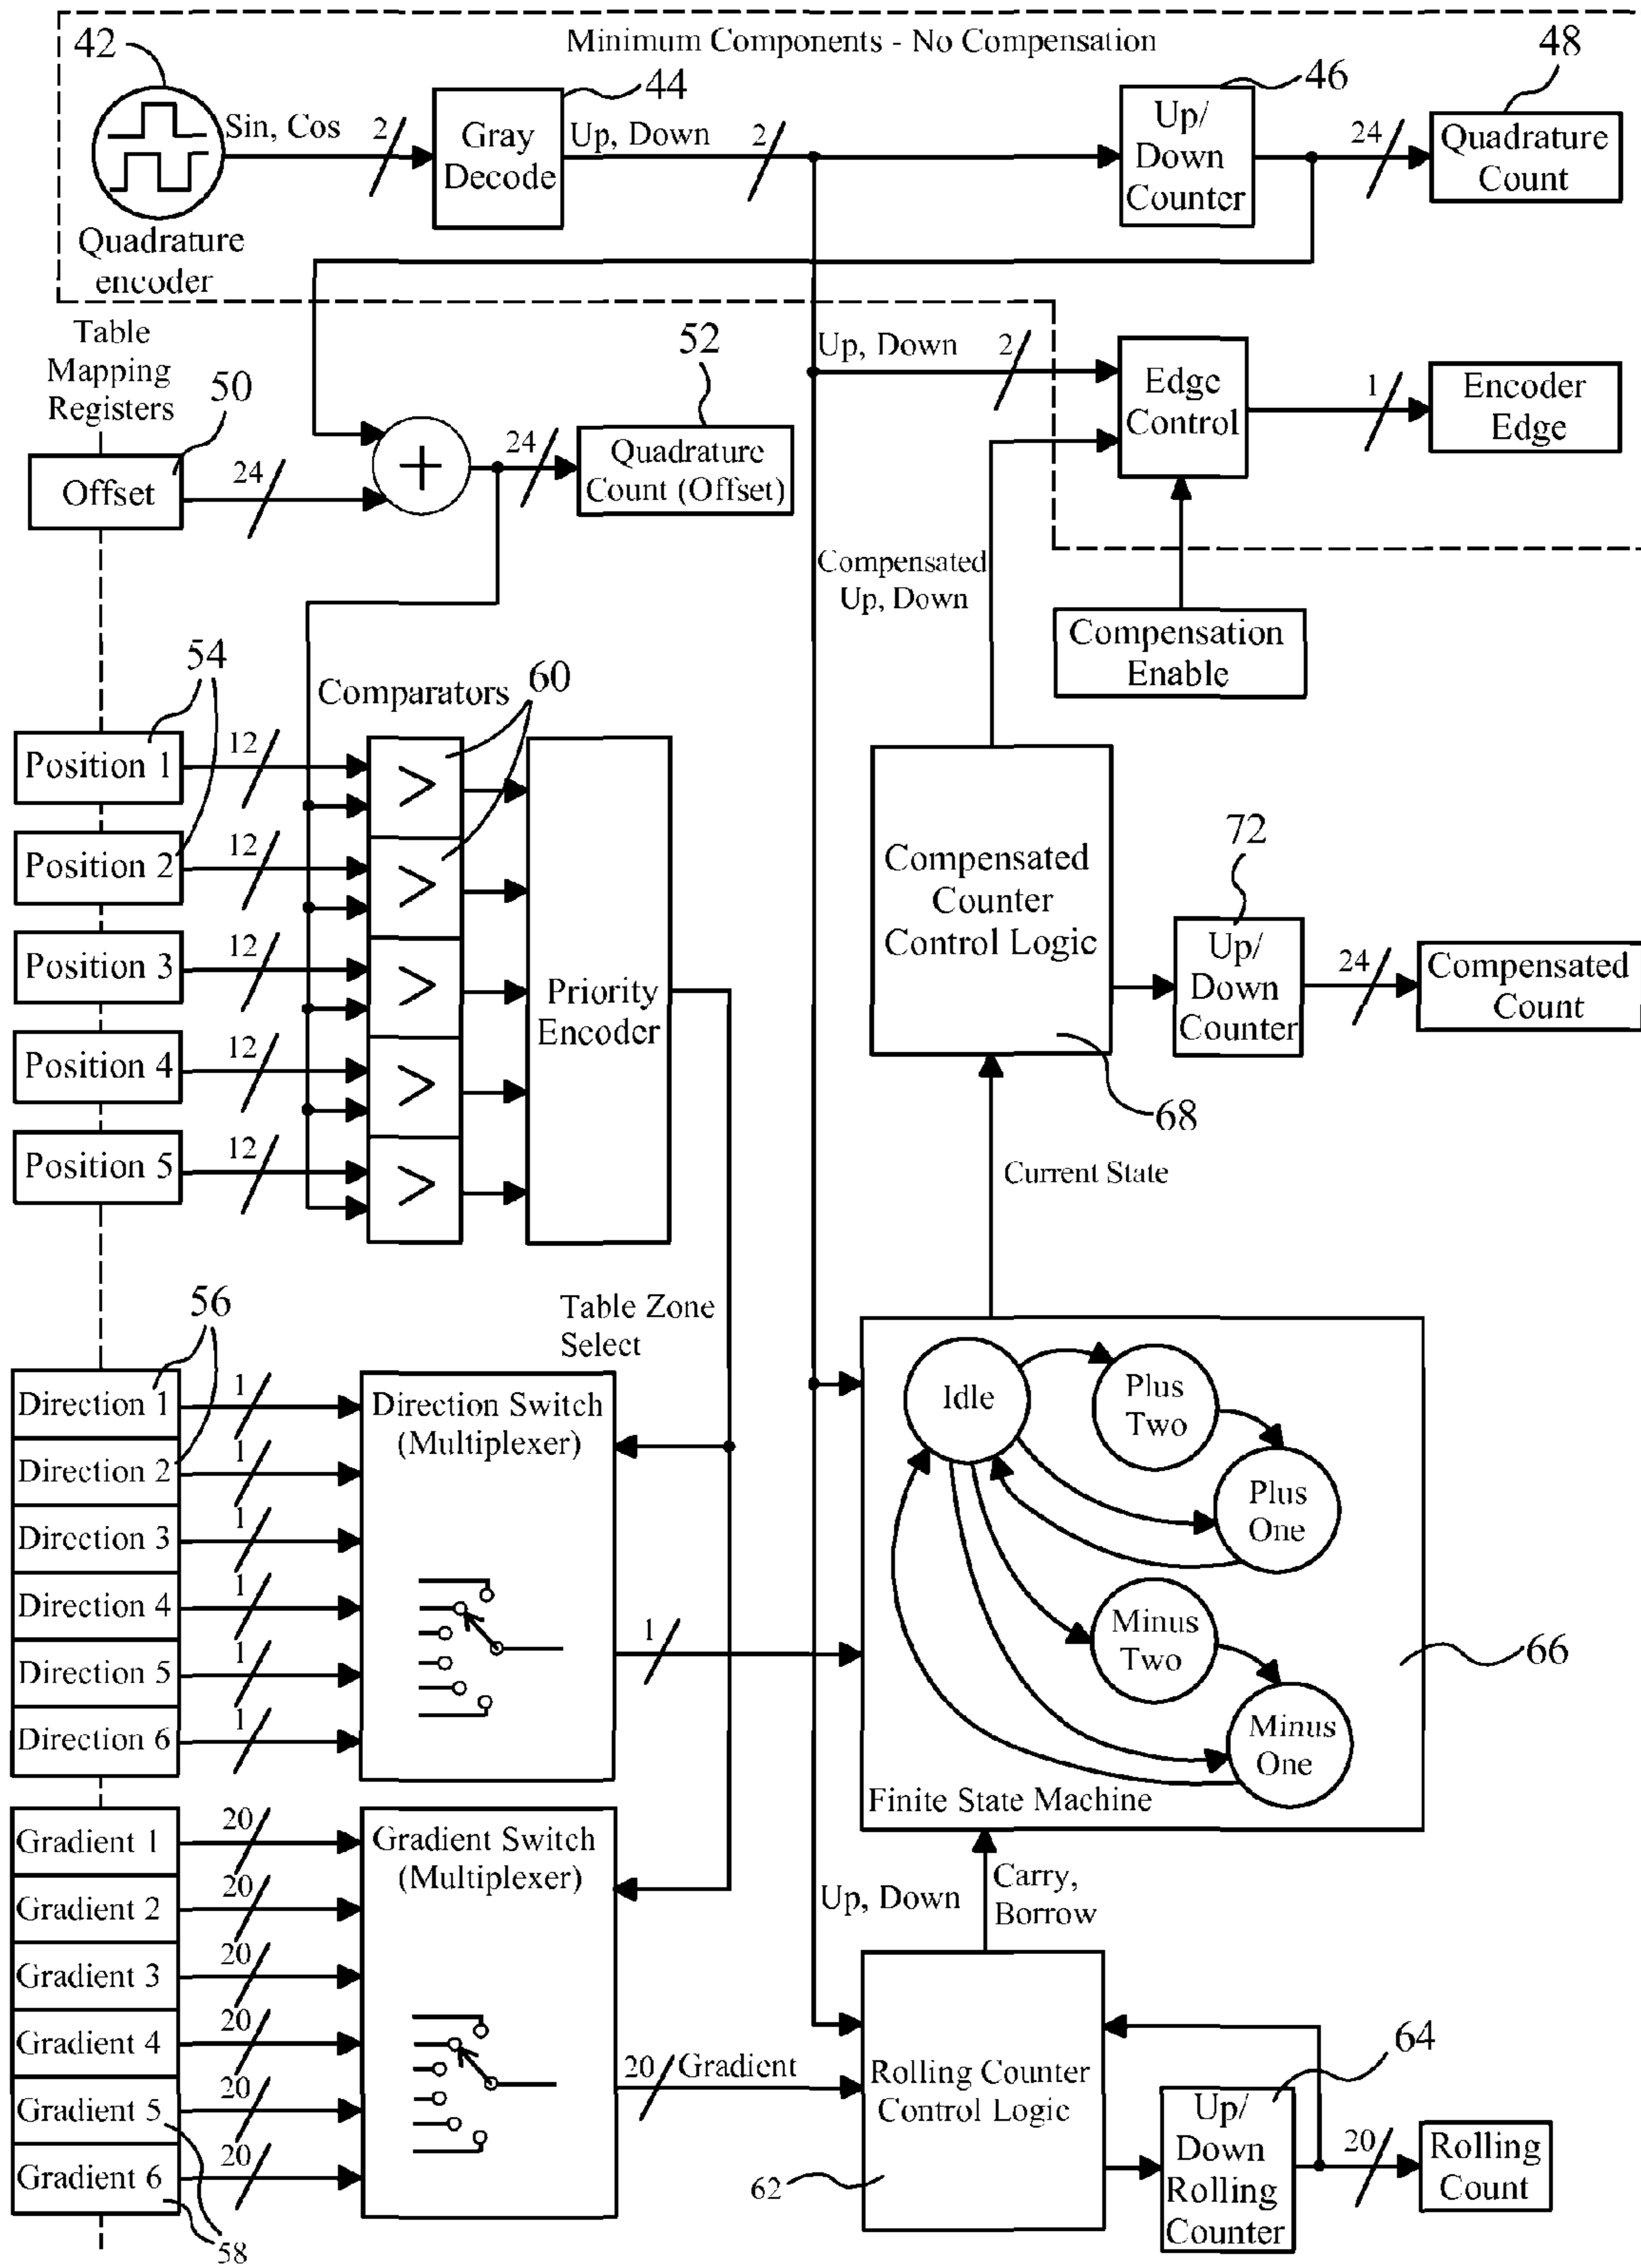 Minimum Components - No Compensation
42
44
46
48
Sin, Cos
2
Gray
Decode
Up, Down
2
Up/
Down
Counter
24
Quadrature
Count
Quadrature
encoder
Table
Mapping
Registers
50
Offset
24
+
24
52
Quadrature
Count (Offset)
Up, Down
2
Edge
Control
1
Encoder
Edge
Compensated
Up, Down
Compensation
Enable
54
Comparators
60
Position 1
12
>
Position 2
12
>
Position 3
12
>
Position 4
12
>
Position 5
12
>
Priority
Encoder
Compensated
Counter
Control Logic
68
72
Up/
Down
Counter
24
Compensated
Count
Current State
56
Table Zone
Select
Direction 1
1
Direction 2
1
Direction 3
1
Direction 4
1
Direction 5
1
Direction 6
1
Direction Switch
(Multiplexer)
1
Idle
Plus
Two
Plus
One
Minus
Two
Minus
One
Finite State Machine
66
Gradient 1
20
Gradient 2
20
Gradient 3
20
Gradient 4
20
Gradient 5
20
Gradient 6
20
58
Gradient Switch
(Multiplexer)
20
Gradient
Up, Down
Carry,
Borrow
Rolling Counter
Control Logic
62
64
Up/
Down
Rolling
Counter
20
Rolling
Count